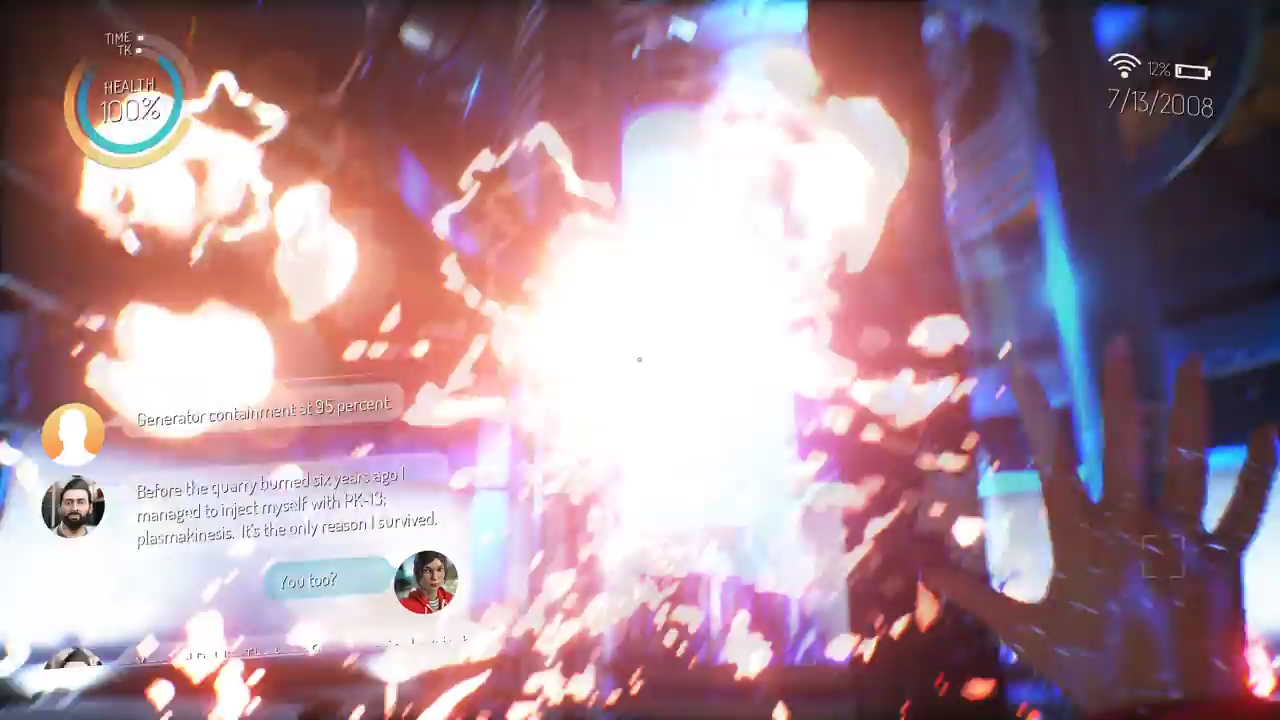 TIME
TK
HEALTH
100%
12%
7/13/2008
Generator containment at 95 percent.
Before the quarry burned six years ago I
managed to inject myself with PK-13;
plasmakinesis. It's the only reason I survived.
You too?